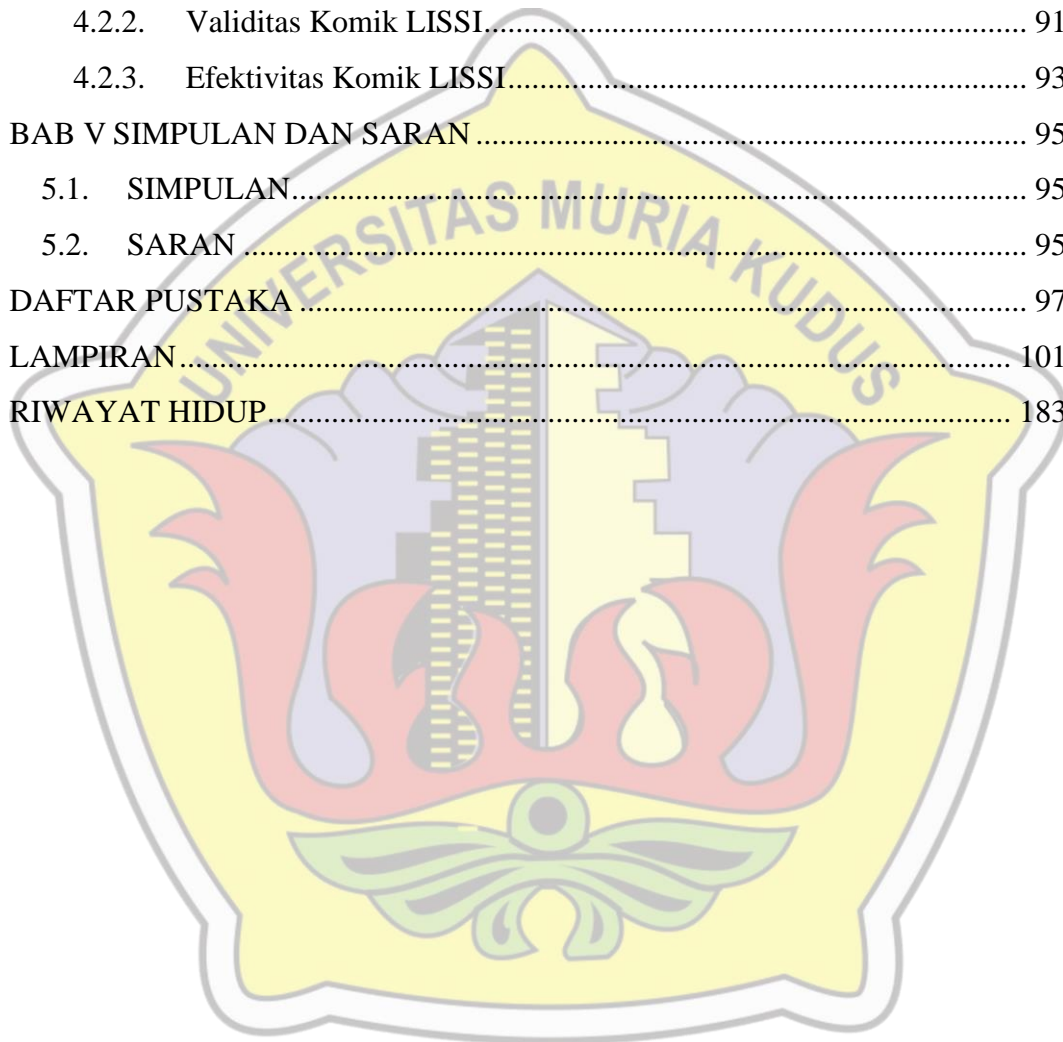 4.2.2. Validitas Komik LISSI........................................................................ 91
4.2.3. Efektivitas Komik LISSI..................................................................... 93
BAB V SIMPULAN DAN SARAN ......................................................................... 95
5.1. SIMPULAN................................................................................................. 95
5.2. SARAN ........................................................................................................ 95
DAFTAR PUSTAKA ................................................................................................ 97
LAMPIRAN.............................................................................................................. 101
RIWAYAT HIDUP................................................................................................... 183
UNIVERSITAS MURIA KUDUS